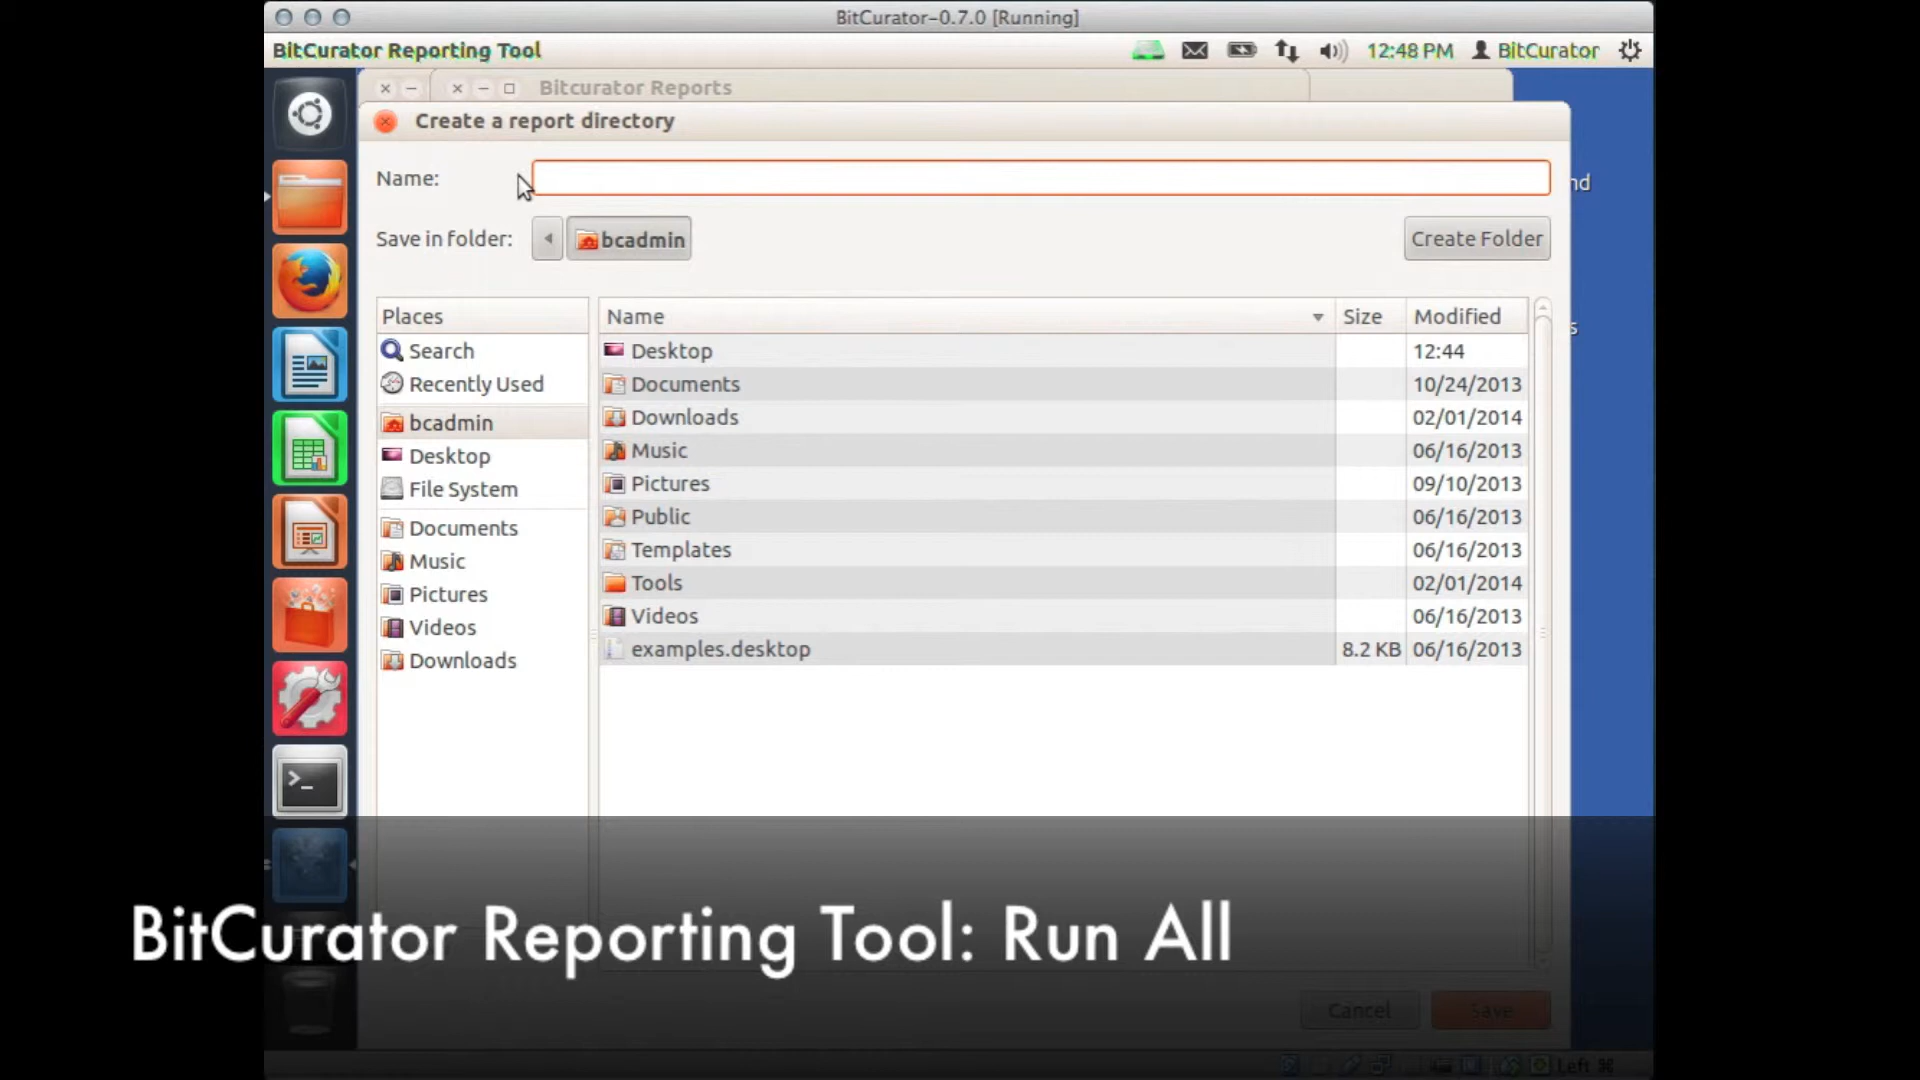 BitCurator-0.7.0 [Running]
BitCurator Reporting Tool
12:48 PM
BitCurator
Bitcurator Reports
Create a report directory
Name:
nd
Save in folder:
bcadmin
Create Folder
Places
Name
Size
Modified
s
Search
Desktop
12:44
Recently Used
Documents
10/24/2013
bcadmin
Downloads
02/01/2014
Desktop
Music
06/16/2013
File System
Pictures
09/10/2013
Documents
Public
06/16/2013
Music
Templates
06/16/2013
Pictures
Tools
02/01/2014
Videos
Videos
06/16/2013
Downloads
examples.desktop
8.2 KB
06/16/2013
BitCurator Reporting Tool: Run All
Cancel
Save
Left ⌘